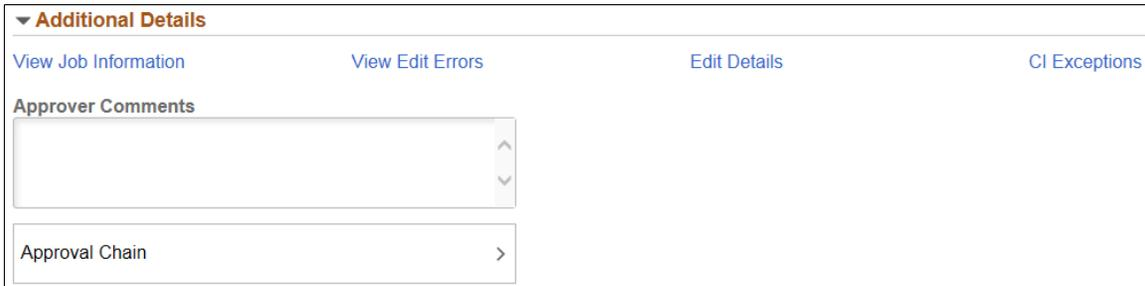 Additional Details
View Job Information View Edit Errors Edit Details CI Exceptions
Approver Comments
Approval Chain